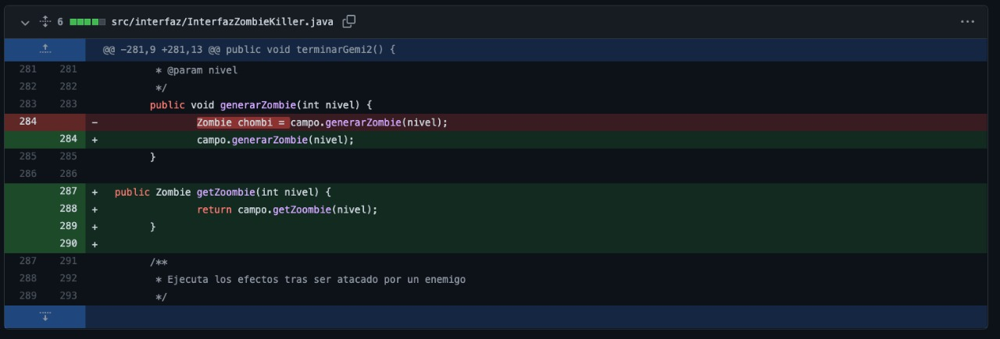 6 src/interfaz/InterfazZombieKiller.java ...
@@ -281,9 +281,13 @@ public void terminarGemi2() {
281 281 * @param nivel
282 282 */
283 283 public void generarZombie(int nivel) {
284 - Zombie chombi = campo.generarZombie(nivel);
284 + campo.generarZombie(nivel);
285 285 }
286 286
287 + public Zombie getZoombie(int nivel) {
288 + return campo.getZoombie(nivel);
289 + }
290 +
287 291 /**
288 292 * Ejecuta los efectos tras ser atacado por un enemigo
289 293 */